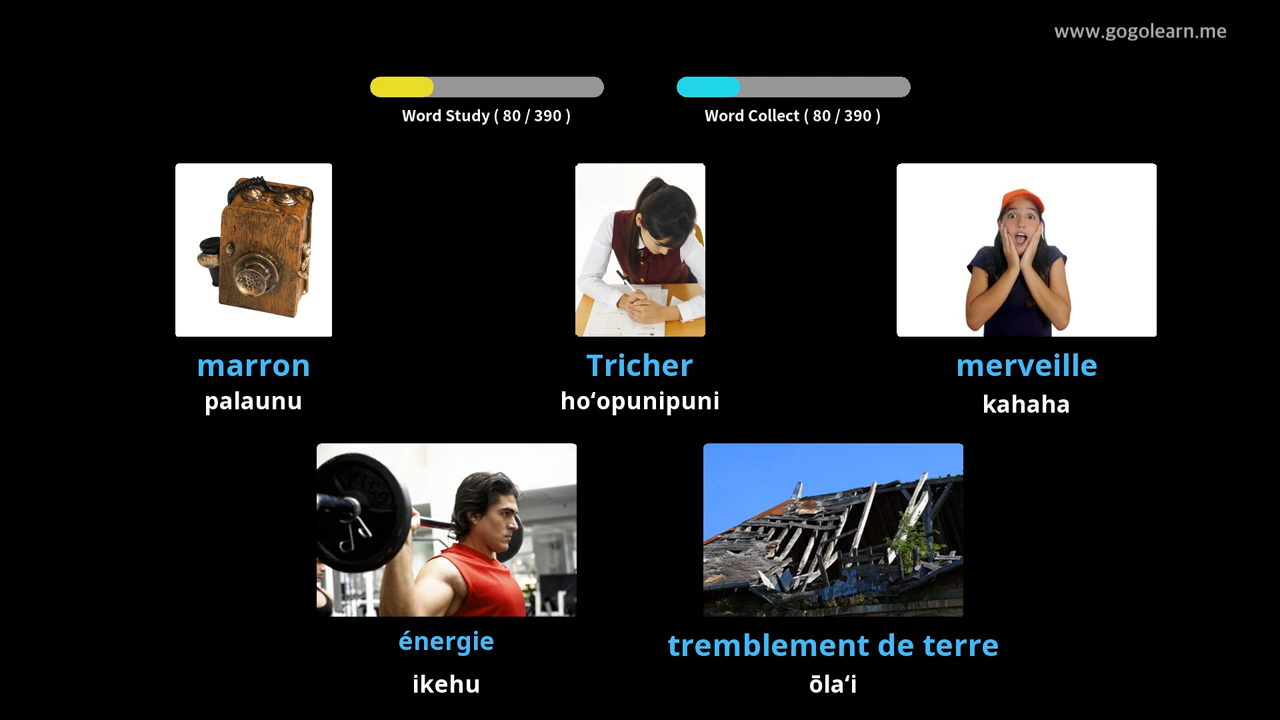 www.gogolearn.me
Word Study ( 80 / 390 )
Word Collect ( 80 / 390 )
marron
palaunu
Tricher
hoʻopunipuni
merveille
kahaha
énergie
ikehu
tremblement de terre
ōlaʻi